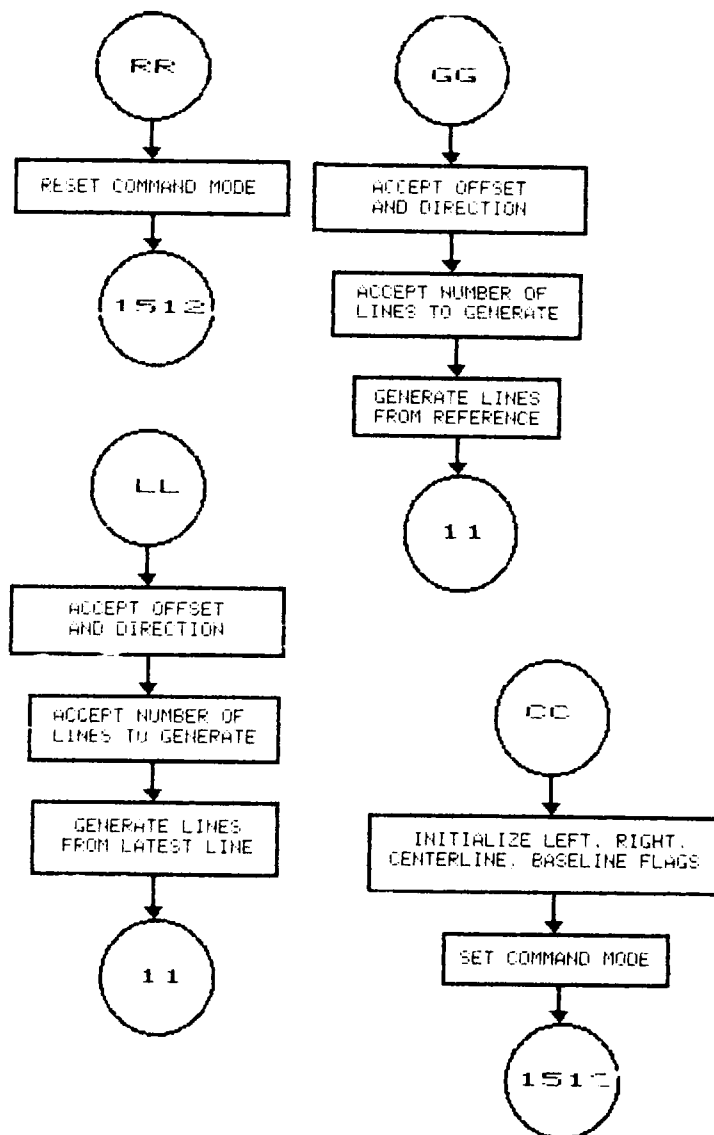 RR
RESET COMMAND MODE
1512
GG
ACCEPT OFFSET
AND DIRECTION
ACCEPT NUMBER OF
LINES TO GENERATE
GENERATE LINES
FROM REFERENCE
11
LL
ACCEPT OFFSET
AND DIRECTION
ACCEPT NUMBER OF
LINES TO GENERATE
GENERATE LINES
FROM LATEST LINE
11
CC
INITIALIZE LEFT, RIGHT,
CENTERLINE, BASELINE FLAGS
SET COMMAND MODE